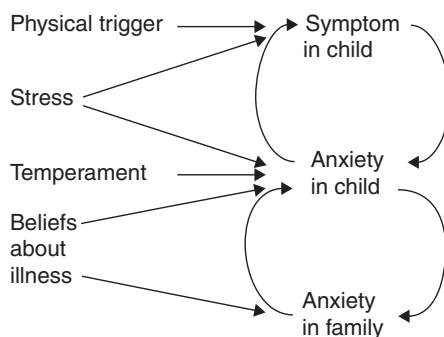 Physical trigger
Symptom
in child
Stress
Temperament
Anxiety
in child
Beliefs
about
illness
Anxiety
in family